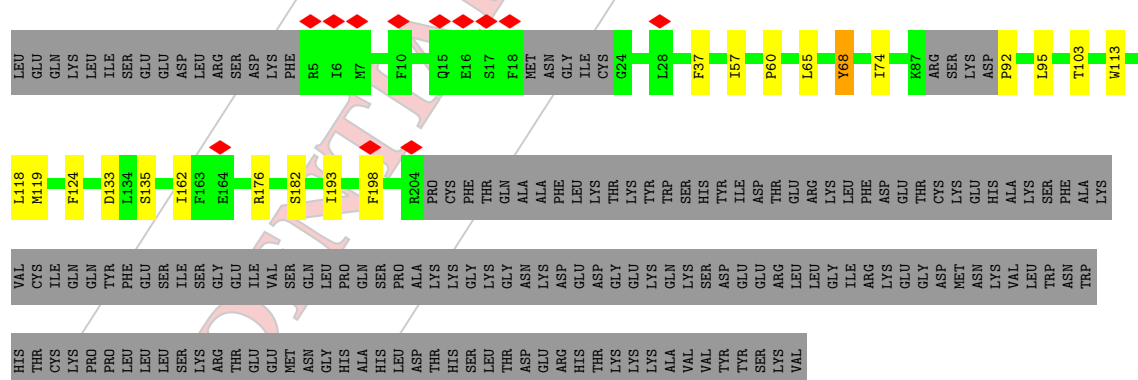 LEU GLU GLN LYS LEU ILE SER GLU GLU ASP LEU ARG SER ASP LYS PHE R5 I6 M7 F10 Q15 E16 S17 F18 MET ASN GLY ILE CYS G24 L28 F37 I57 P60 L65 Y68 I74 K87 ARG SER LYS ASP P92 L95 T103 W113
L118 M119 F124 D133 L134 S135 I162 F163 E164 R176 S182 I193 F198 R204 PRO CYS PHE THR GLN ALA ALA PHE LEU LYS THR LYS TYR TRP SER HIS TYR ILE ASP THR GLU ARG LYS LEU PHE ASP GLU THR CYS LYS GLU HIS ALA LYS SER PHE ALA LYS
VAL CYS ILE GLN GLN TYR PHE GLU SER ILE SER GLY GLU ILE VAL SER GLN LEU PRO GLN SER PRO ALA LYS LYS GLY LYS GLY ASN LYS ASP GLU ASP GLY GLU LYS GLN LYS SER ASP GLU GLU ARG LEU LEU GLY ILE ARG LYS GLU GLY ASP MET ASN LYS VAL LEU TRP ASN TRP
HIS THR CYS LYS PRO PRO LEU LEU LEU SER LYS ARG THR GLU GLU MET ASN GLY HIS ALA HIS LEU ASP THR HIS SER LEU THR ASP GLU ARG HIS THR LYS LYS LYS ALA VAL VAL TYR TYR SER LYS VAL